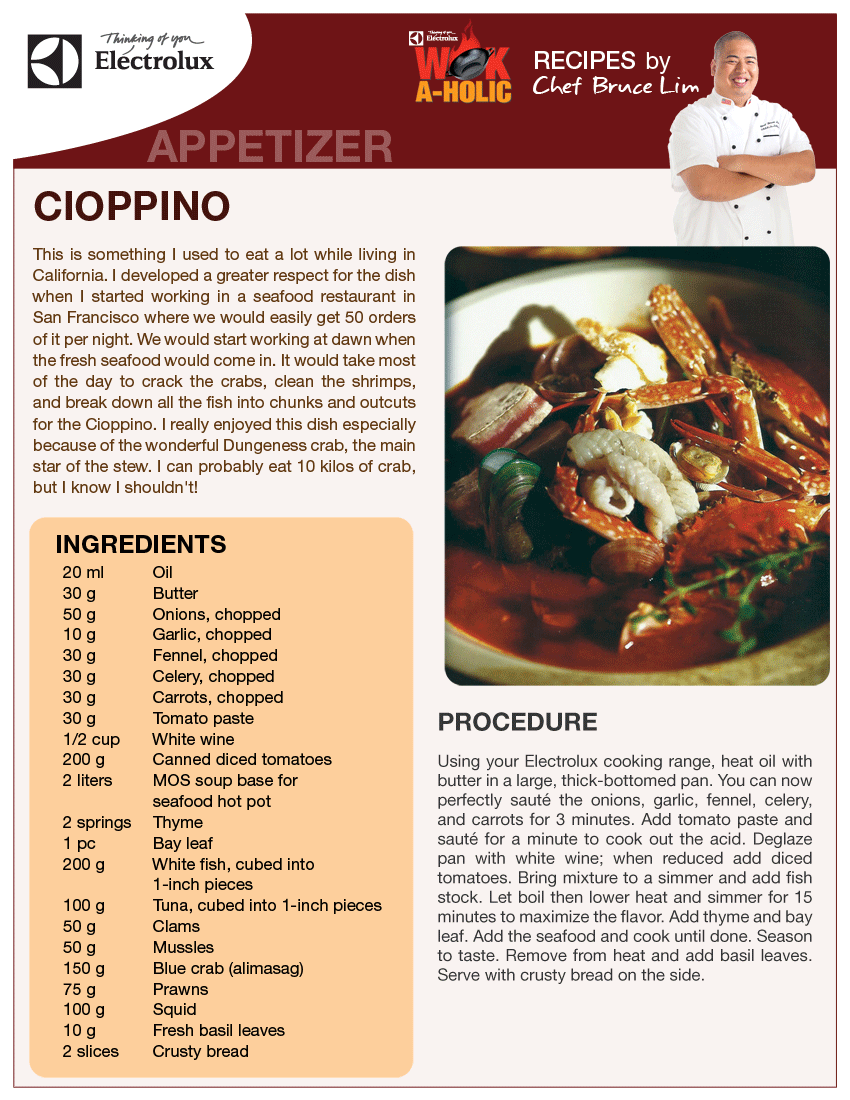 Thinking of you
Electrolux
Thinking of you
Electrolux
WOK
A-HOLIC
RECIPES by
Chef Bruce Lim
APPETIZER
CIOPPINO
This is something I used to eat a lot while living in
California. I developed a greater respect for the dish
when I started working in a seafood restaurant in
San Francisco where we would easily get 50 orders
of it per night. We would start working at dawn when
the fresh seafood would come in. It would take most
of the day to crack the crabs, clean the shrimps,
and break down all the fish into chunks and outcuts
for the Cioppino. I really enjoyed this dish especially
because of the wonderful Dungeness crab, the main
star of the stew. I can probably eat 10 kilos of crab,
but I know I shouldn't!
INGREDIENTS
20 ml Oil
30 g Butter
50 g Onions, chopped
10 g Garlic, chopped
30 g Fennel, chopped
30 g Celery, chopped
30 g Carrots, chopped
30 g Tomato paste
1/2 cup White wine
200 g Canned diced tomatoes
2 liters MOS soup base for
seafood hot pot
2 springs Thyme
1 pc Bay leaf
200 g White fish, cubed into
1-inch pieces
100 g Tuna, cubed into 1-inch pieces
50 g Clams
50 g Mussles
150 g Blue crab (alimasag)
75 g Prawns
100 g Squid
10 g Fresh basil leaves
2 slices Crusty bread
PROCEDURE
Using your Electrolux cooking range, heat oil with
butter in a large, thick-bottomed pan. You can now
perfectly sauté the onions, garlic, fennel, celery,
and carrots for 3 minutes. Add tomato paste and
sauté for a minute to cook out the acid. Deglaze
pan with white wine; when reduced add diced
tomatoes. Bring mixture to a simmer and add fish
stock. Let boil then lower heat and simmer for 15
minutes to maximize the flavor. Add thyme and bay
leaf. Add the seafood and cook until done. Season
to taste. Remove from heat and add basil leaves.
Serve with crusty bread on the side.